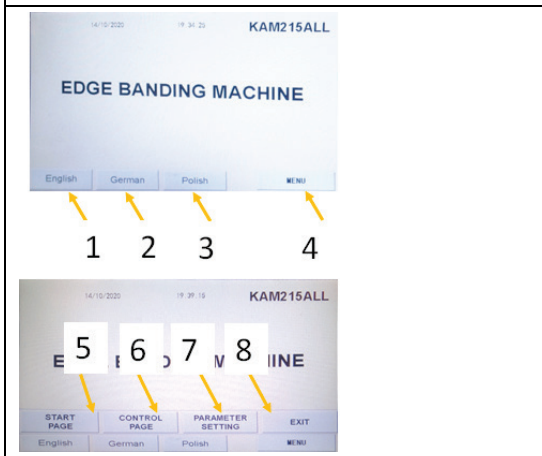 14/10/2020 19 34 25 KAM215ALL
EDGE BANDING MACHINE
English German Polish MENU
1 2 3 4
14/10/2020 19 39 15 KAM215ALL
5 6 7 8
START PAGE CONTROL PAGE PARAMETER SETTING EXIT
English German Polish MENU